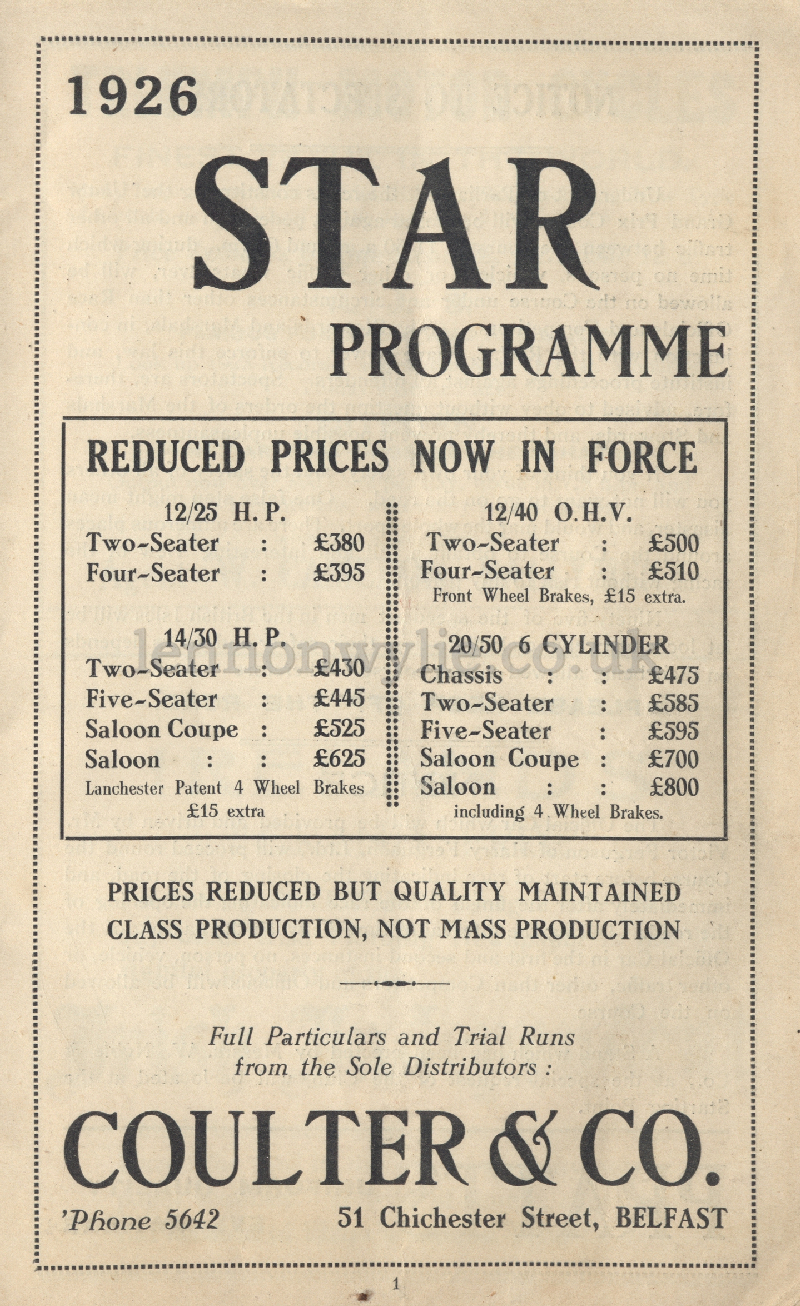 1926
STAR
PROGRAMME
REDUCED PRICES NOW IN FORCE
12/25 H. P.
Two-Seater : £380
Four-Seater : £395
14/30 H. P.
Two-Seater : £430
Five-Seater : £445
Saloon Coupe : £525
Saloon : : £625
Lanchester Patent 4 Wheel Brakes
£15 extra
12/40 O.H.V.
Two-Seater : £500
Four-Seater : £510
Front Wheel Brakes, £15 extra.
20/50 6 CYLINDER
Chassis : : £475
Two-Seater : £585
Five-Seater : £595
Saloon Coupe : £700
Saloon : : £800
including 4 Wheel Brakes.
PRICES REDUCED BUT QUALITY MAINTAINED
CLASS PRODUCTION, NOT MASS PRODUCTION
Full Particulars and Trial Runs
from the Sole Distributors :
COULTER & CO.
'Phone 5642 51 Chichester Street, BELFAST
1